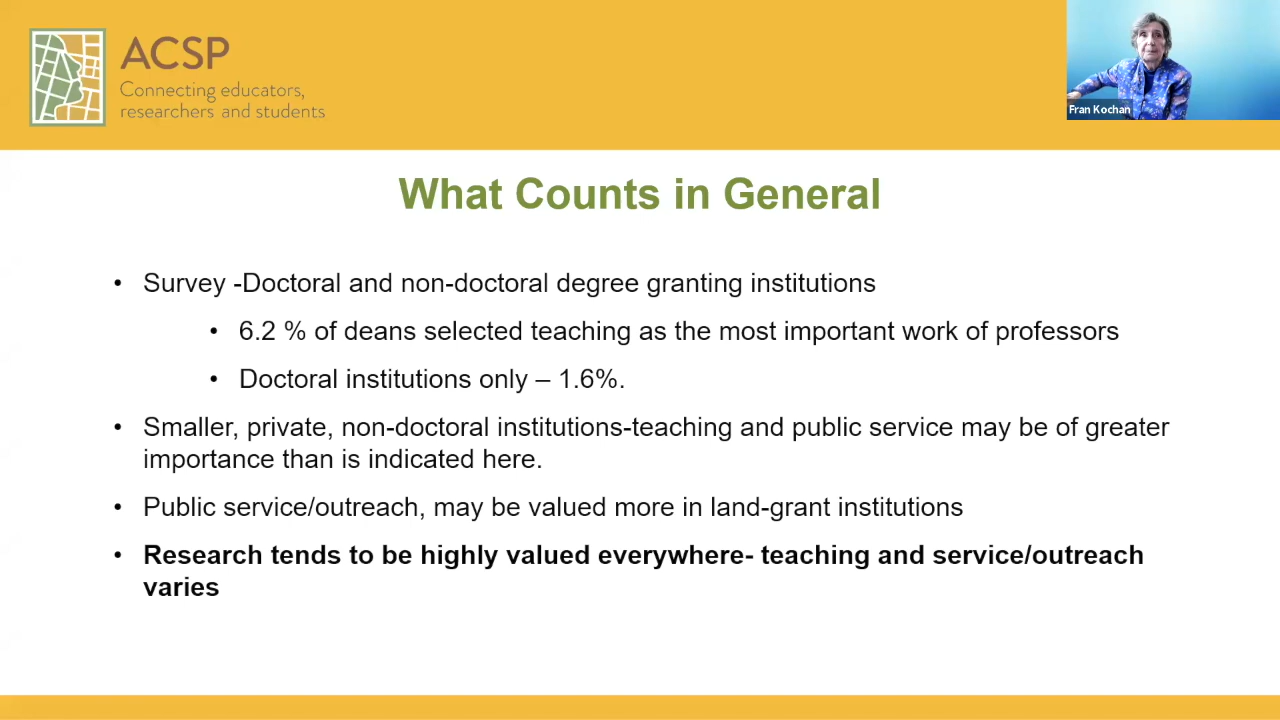 ACSP
Connecting educators,
researchers and students
Fran Kochan
What Counts in General
• Survey -Doctoral and non-doctoral degree granting institutions
• 6.2 % of deans selected teaching as the most important work of professors
• Doctoral institutions only – 1.6%.
• Smaller, private, non-doctoral institutions-teaching and public service may be of greater
importance than is indicated here.
• Public service/outreach, may be valued more in land-grant institutions
• Research tends to be highly valued everywhere- teaching and service/outreach
varies